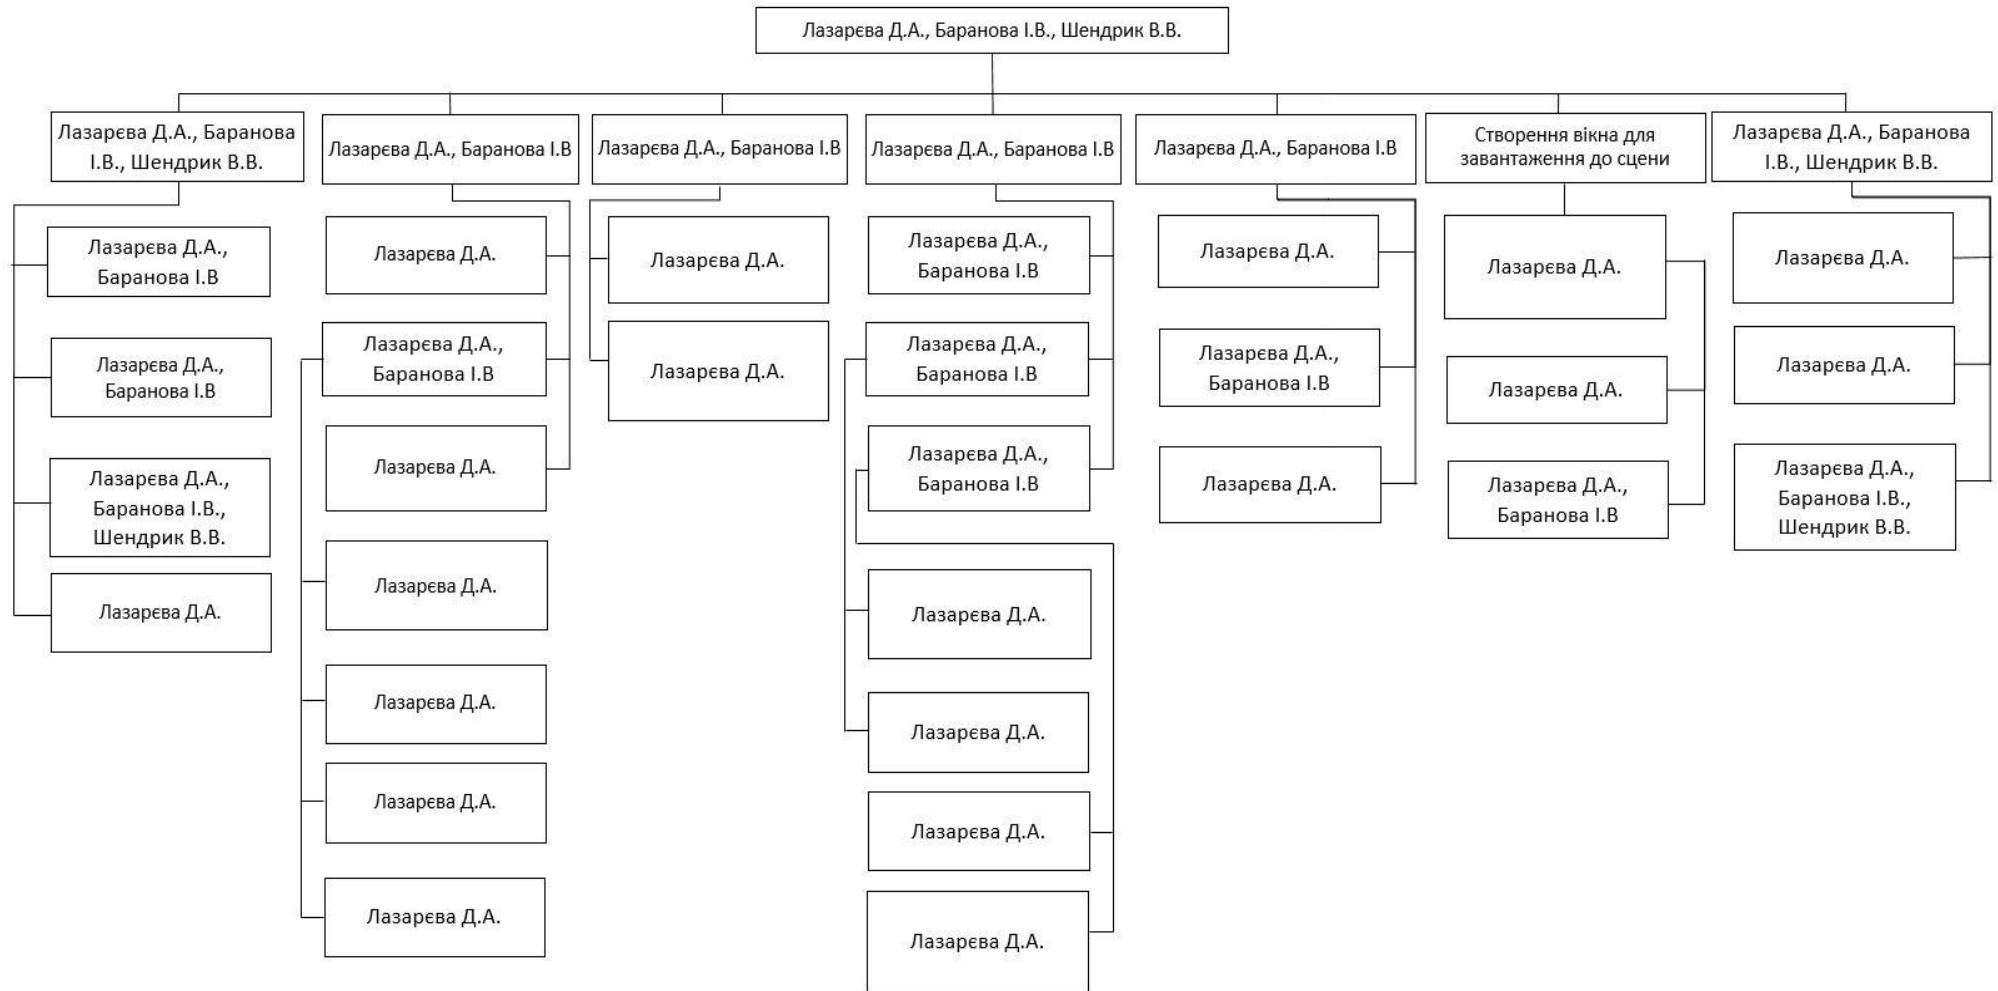 Лазарєва Д.А., Баранова І.В., Шендрик В.В.
Лазарєва Д.А., Баранова
І.В., Шендрик В.В.
Лазарєва Д.А., Баранова І.В
Лазарєва Д.А., Баранова І.В
Лазарєва Д.А., Баранова І.В
Лазарєва Д.А., Баранова І.В
Створення вікна для
завантаження до сцени
Лазарєва Д.А., Баранова
І.В., Шендрик В.В.
Лазарєва Д.А.,
Баранова І.В
Лазарєва Д.А.,
Баранова І.В
Лазарєва Д.А.,
Баранова І.В.,
Шендрик В.В.
Лазарєва Д.А.
Лазарєва Д.А.
Лазарєва Д.А.,
Баранова І.В
Лазарєва Д.А.
Лазарєва Д.А.
Лазарєва Д.А.
Лазарєва Д.А.
Лазарєва Д.А.
Лазарєва Д.А.
Лазарєва Д.А.
Лазарєва Д.А.,
Баранова І.В
Лазарєва Д.А.,
Баранова І.В
Лазарєва Д.А.,
Баранова І.В
Лазарєва Д.А.
Лазарєва Д.А.
Лазарєва Д.А.
Лазарєва Д.А.
Лазарєва Д.А.
Лазарєва Д.А.,
Баранова І.В
Лазарєва Д.А.
Лазарєва Д.А.
Лазарєва Д.А.
Лазарєва Д.А.,
Баранова І.В
Лазарєва Д.А.
Лазарєва Д.А.
Лазарєва Д.А.,
Баранова І.В.,
Шендрик В.В.